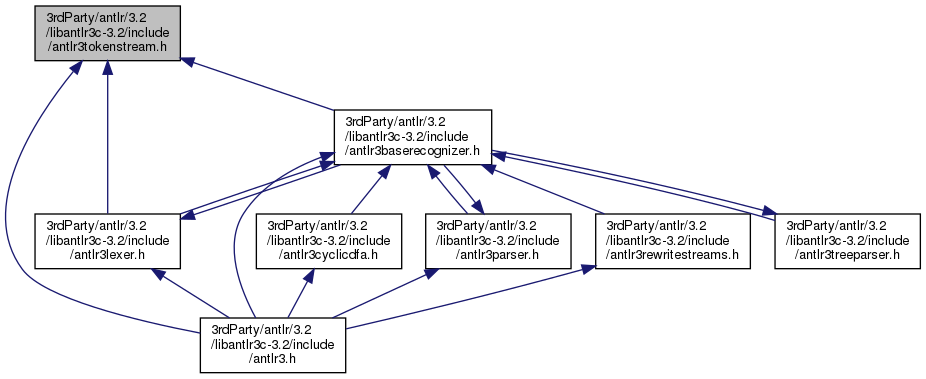 3rdParty/antlr/3.2
/libantlr3c-3.2/include
/antlr3tokenstream.h
3rdParty/antlr/3.2
/libantlr3c-3.2/include
/antlr3baserecognizer.h
3rdParty/antlr/3.2
/libantlr3c-3.2/include
/antlr3lexer.h
3rdParty/antlr/3.2
/libantlr3c-3.2/include
/antlr3cyclicdfa.h
3rdParty/antlr/3.2
/libantlr3c-3.2/include
/antlr3parser.h
3rdParty/antlr/3.2
/libantlr3c-3.2/include
/antlr3rewritestreams.h
3rdParty/antlr/3.2
/libantlr3c-3.2/include
/antlr3treeparser.h
3rdParty/antlr/3.2
/libantlr3c-3.2/include
/antlr3.h